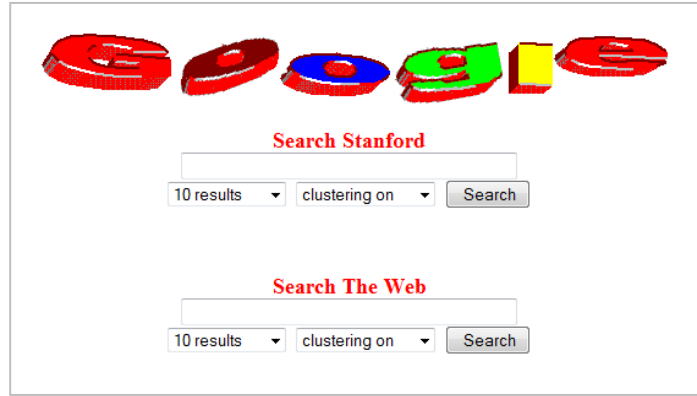 Google
Search Stanford
10 results clustering on Search
Search The Web
10 results clustering on Search